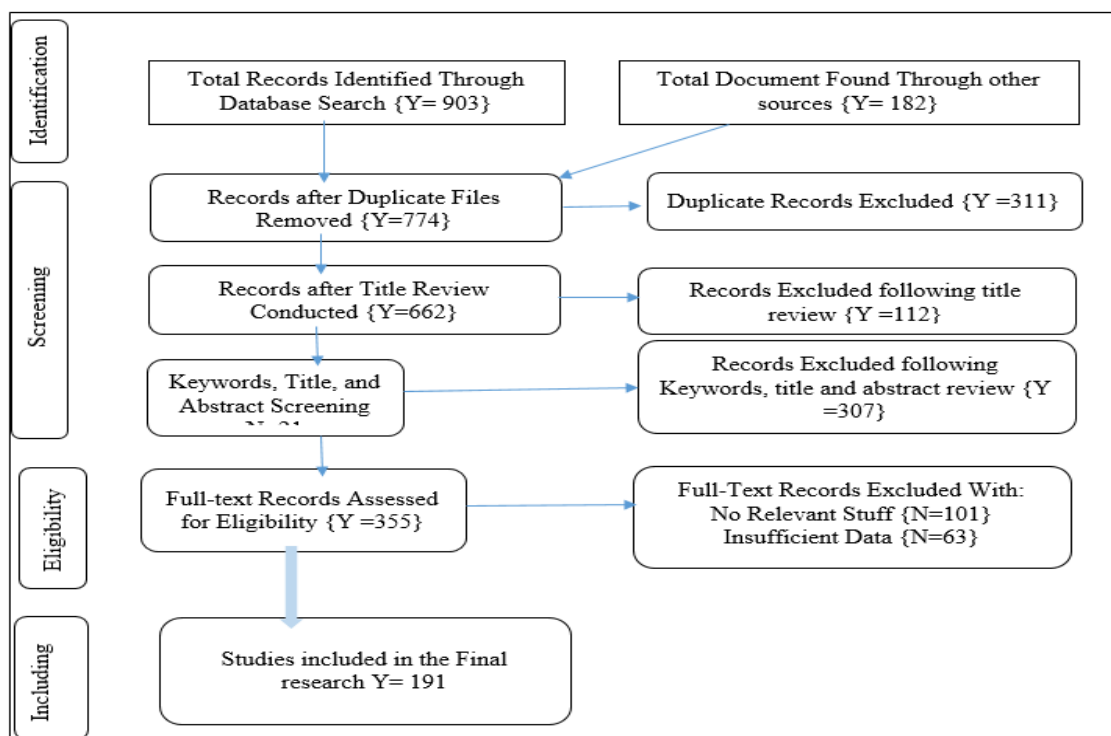 Identification
Total Records Identified Through
Database Search {Y= 903}
Total Document Found Through other
sources {Y= 182}
Screening
Records after Duplicate Files
Removed {Y=774}
Duplicate Records Excluded {Y =311}
Records after Title Review
Conducted {Y=662}
Records Excluded following title
review {Y =112}
Keywords, Title, and
Abstract Screening
Records Excluded following
Keywords, title and abstract review {Y
=307}
Eligibility
Full-text Records Assessed
for Eligibility {Y =355}
Full-Text Records Excluded With:
No Relevant Stuff {N=101}
Insufficient Data {N=63}
Including
Studies included in the Final
research Y= 191